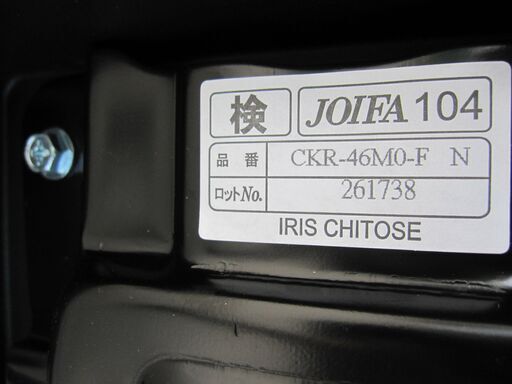 検 JOIFA 104
品番 CKR-46M0-F N
ロットNo. 261738
IRIS CHITOSE